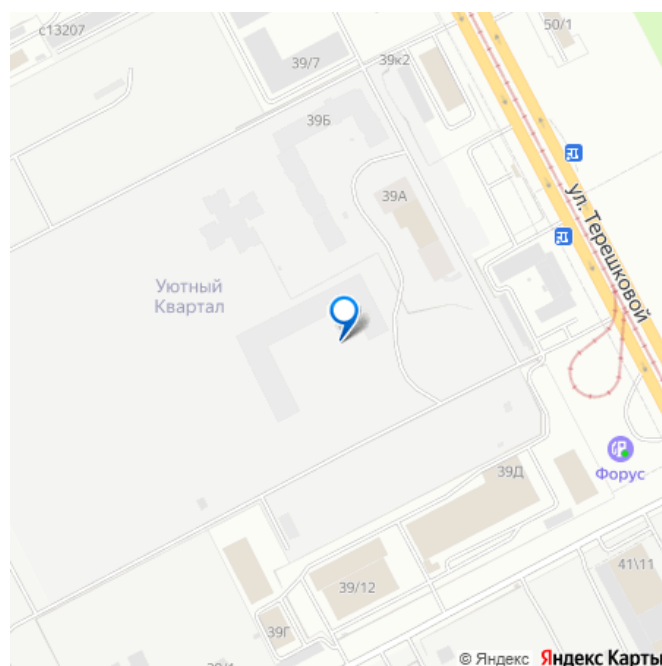 с13207
50/1
39/7
39к2
39Б
39А
ул. Терешковой
Уютный
Квартал
39Д
Форус
41\11
39/12
39Г
© Яндекс Яндекс Карты